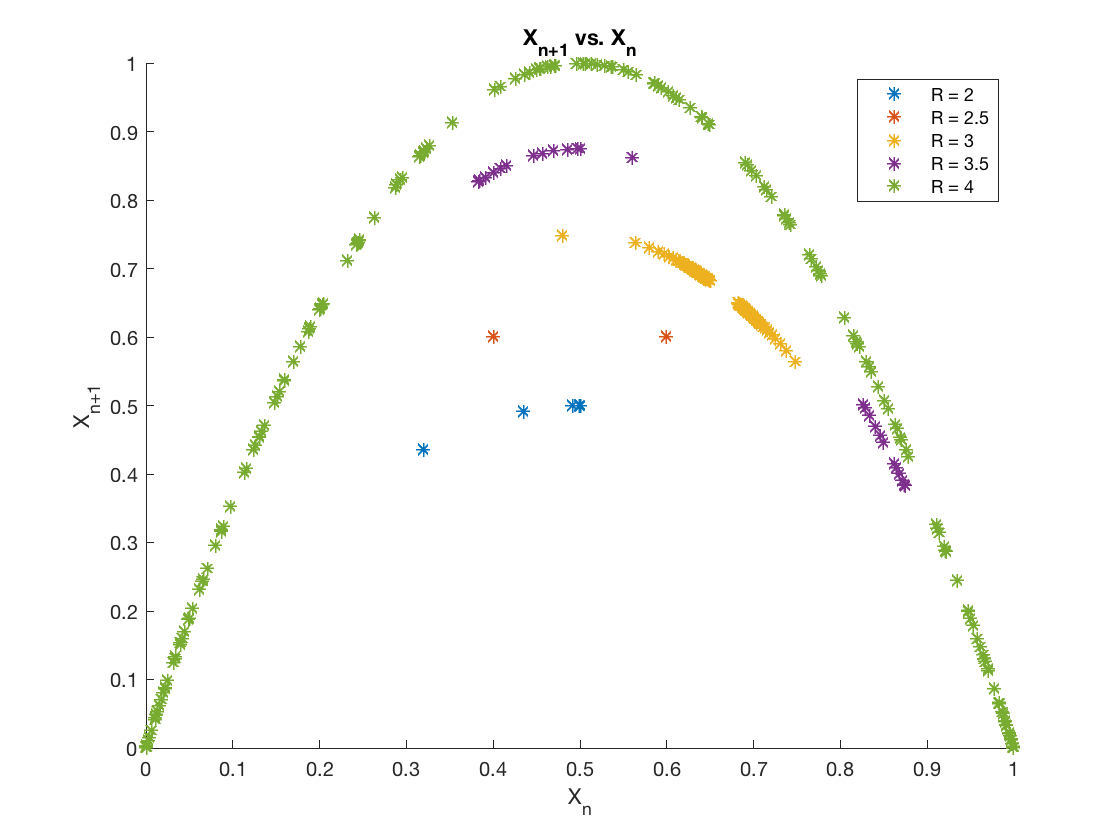 X_{n+1} vs. X_n
R = 2
R = 2.5
R = 3
R = 3.5
R = 4
1
0.9
0.8
0.7
0.6
0.5
0.4
0.3
0.2
0.1
0
X_{n+1}
0 0.1 0.2 0.3 0.4 0.5 0.6 0.7 0.8 0.9 1
X_n